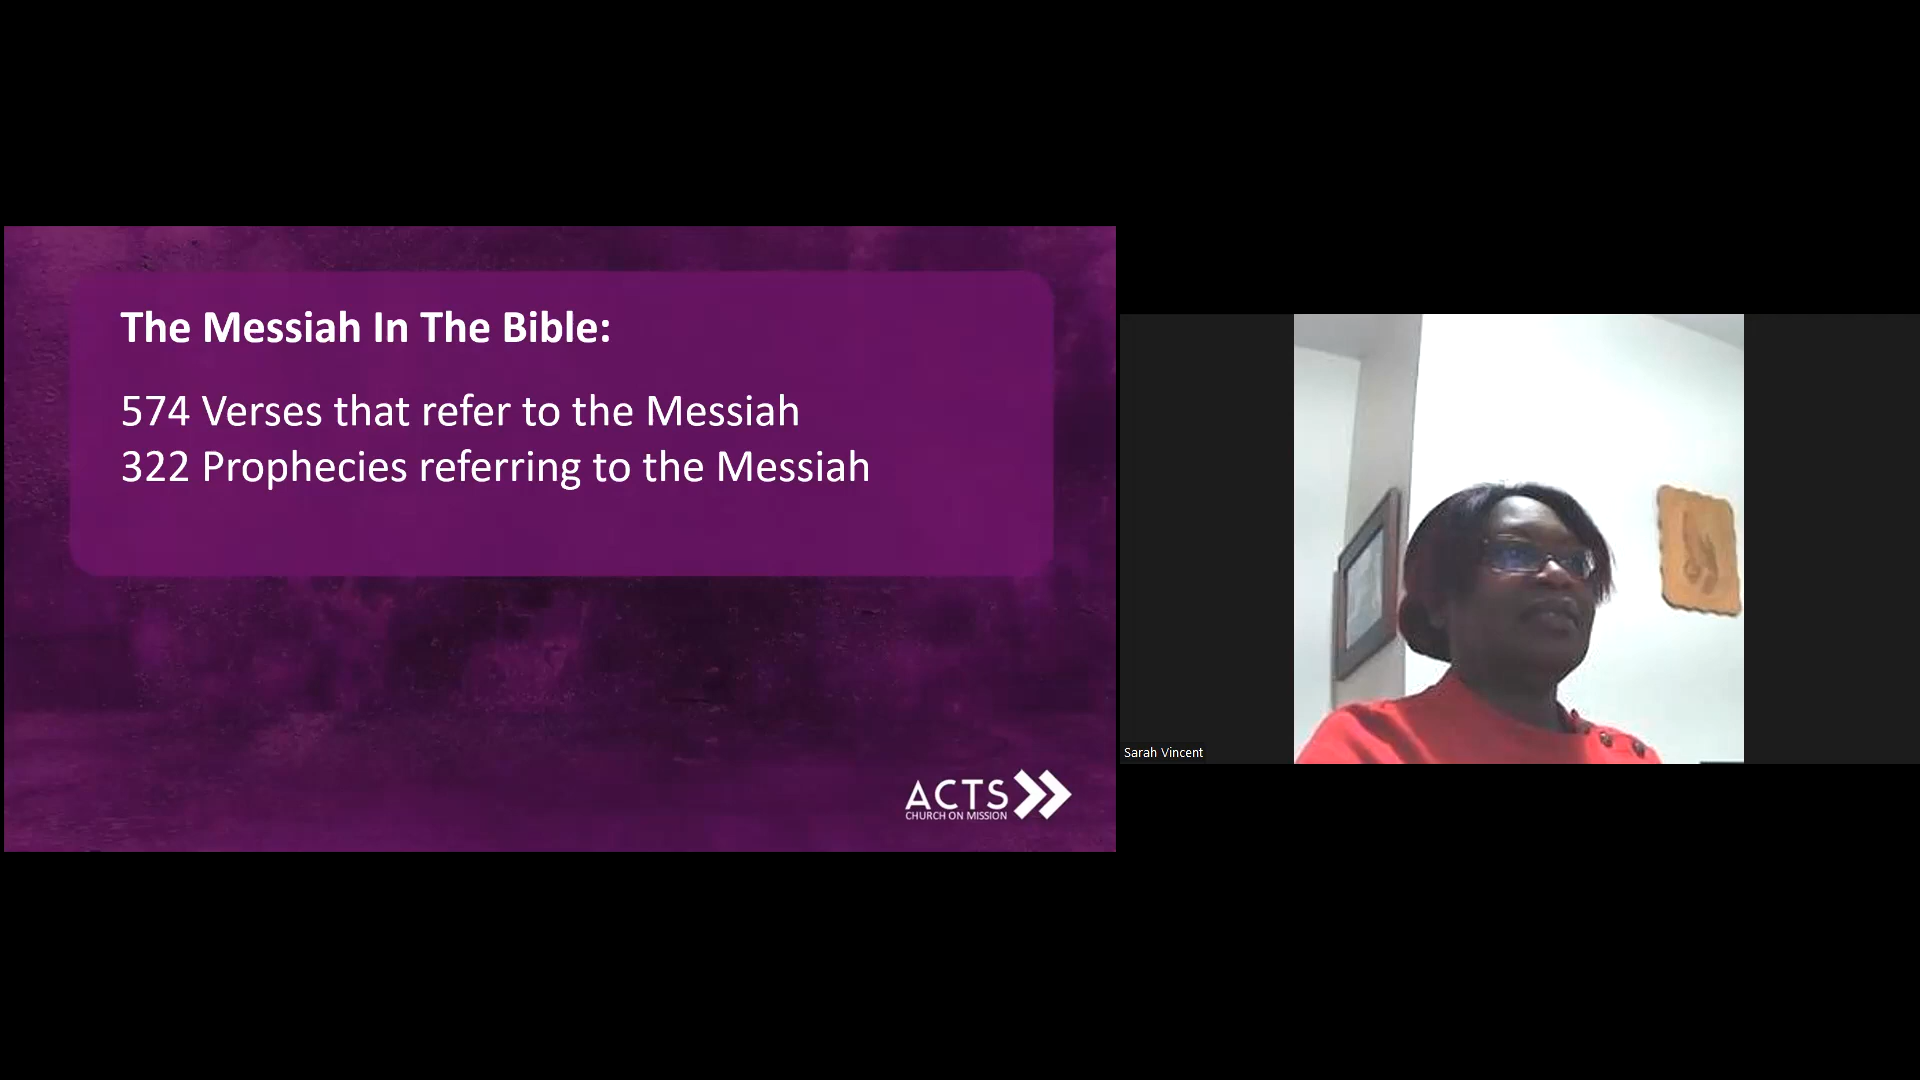 The Messiah In The Bible:
574 Verses that refer to the Messiah
322 Prophecies referring to the Messiah
ACTS
CHURCH ON MISSION
Sarah Vincent